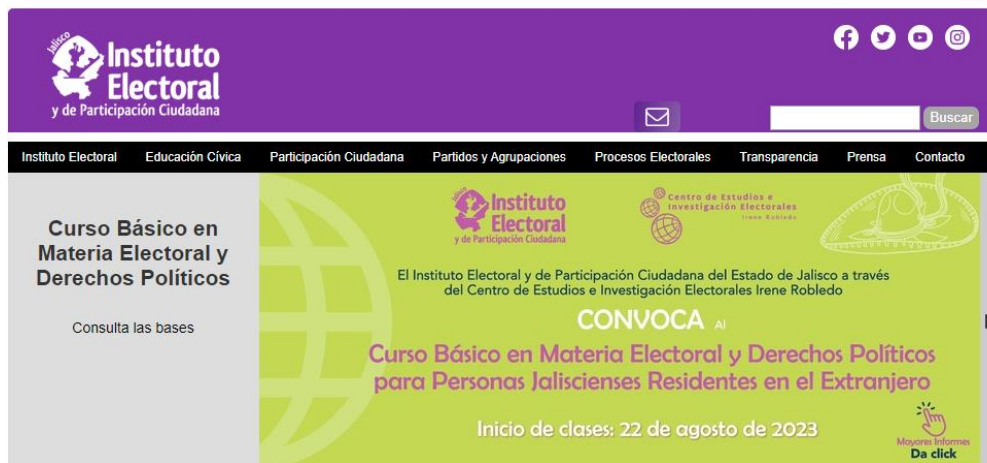 Jalisco
Instituto
Electoral
y de Participación Ciudadana
Buscar
Instituto Electoral Educación Cívica Participación Ciudadana Partidos y Agrupaciones Procesos Electorales Transparencia Prensa Contacto
Curso Básico en
Materia Electoral y
Derechos Políticos
Consulta las bases
Jalisco
Instituto
Electoral
y de Participación Ciudadana
Centro de Estudios e
Investigación Electorales
Irene Robledo
El Instituto Electoral y de Participación Ciudadana del Estado de Jalisco a través
del Centro de Estudios e Investigación Electorales Irene Robledo
CONVOCA Al
Curso Básico en Materia Electoral y Derechos Políticos
para Personas Jaliscienses Residentes en el Extranjero
Inicio de clases: 22 de agosto de 2023
Mayores Informes
Da click